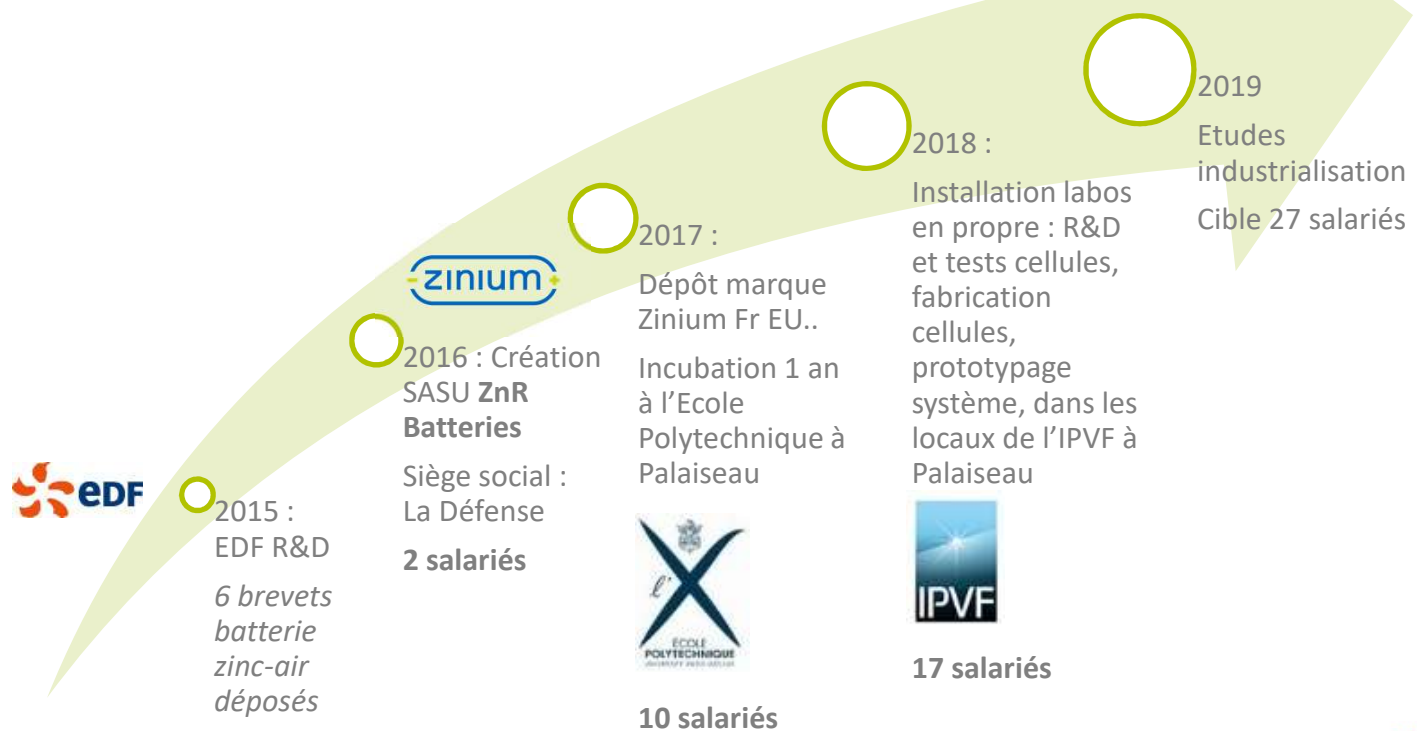 eDF
2015 :
EDF R&D
6 brevets
batterie
zinc-air
déposés
zinium
2016 : Création
SASU ZnR
Batteries
Siège social :
La Défense
2 salariés
2017 :
Dépôt marque
Zinium Fr EU..
Incubation 1 an
à l’Ecole
Polytechnique à
Palaiseau
l'X
ÉCOLE
POLYTECHNIQUE
10 salariés
2018 :
Installation labos
en propre : R&D
et tests cellules,
fabrication
cellules,
prototypage
système, dans les
locaux de l’IPVF à
Palaiseau
IPVF
17 salariés
2019
Etudes
industrialisation
Cible 27 salariés